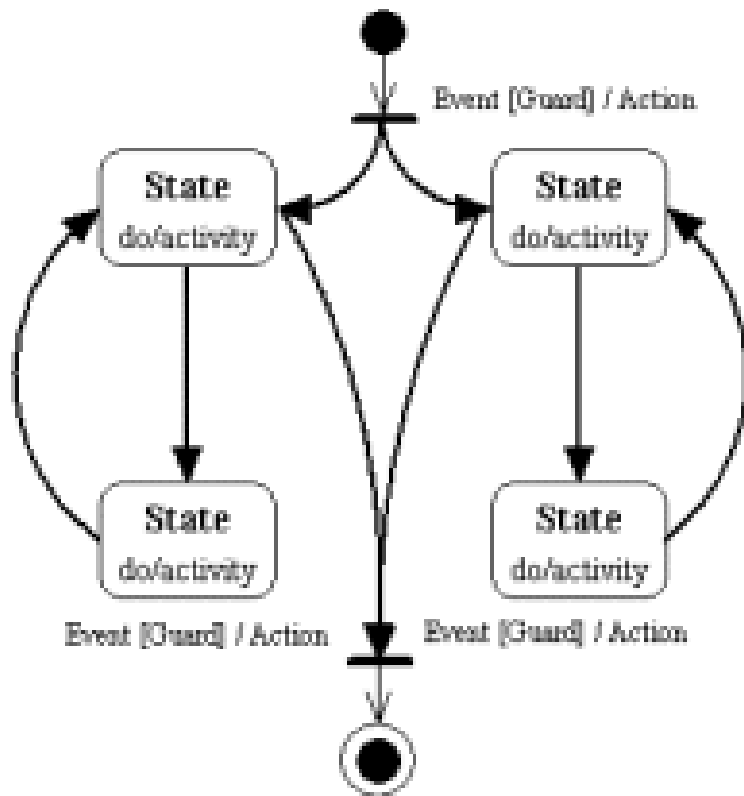 Event [Guard] / Action
State
do/activity
State
do/activity
State
do/activity
State
do/activity
Event [Guard] / Action
Event [Guard] / Action